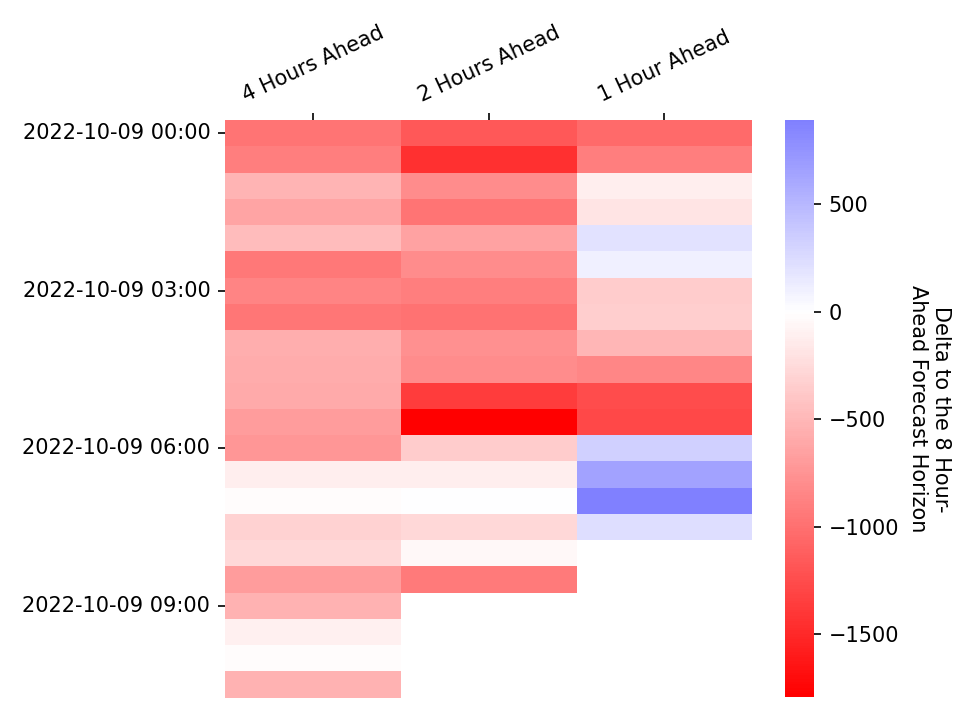 4 Hours Ahead
2 Hours Ahead
1 Hour Ahead
2022-10-09 00:00
2022-10-09 03:00
2022-10-09 06:00
2022-10-09 09:00
500
0
−500
−1000
−1500
Delta to the 8 Hour-
Ahead Forecast Horizon